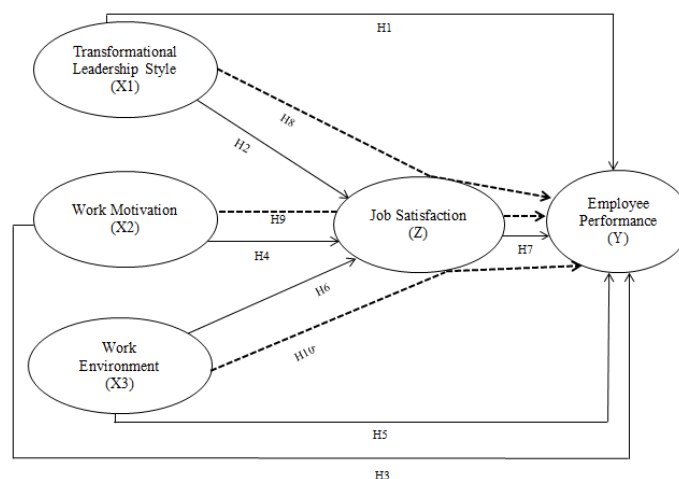 H1
Transformational
Leadership Style
(X1)
H8
H2
Work Motivation
(X2)
H9
H4
Job Satisfaction
(Z)
H7
Employee
Performance
(Y)
H6
Work
Environment
(X3)
H10
H5
H3